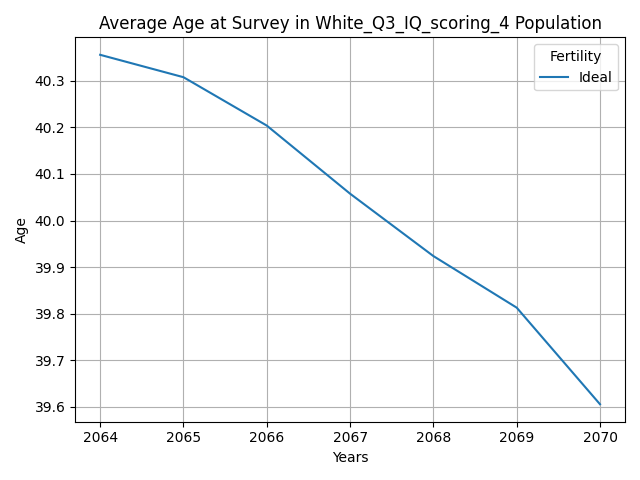 Average Age at Survey in White_Q3_IQ_scoring_4 Population
Fertility
Ideal
40.3
40.2
40.1
40.0
39.9
39.8
39.7
39.6
Age
2064 2065 2066 2067 2068 2069 2070
Years